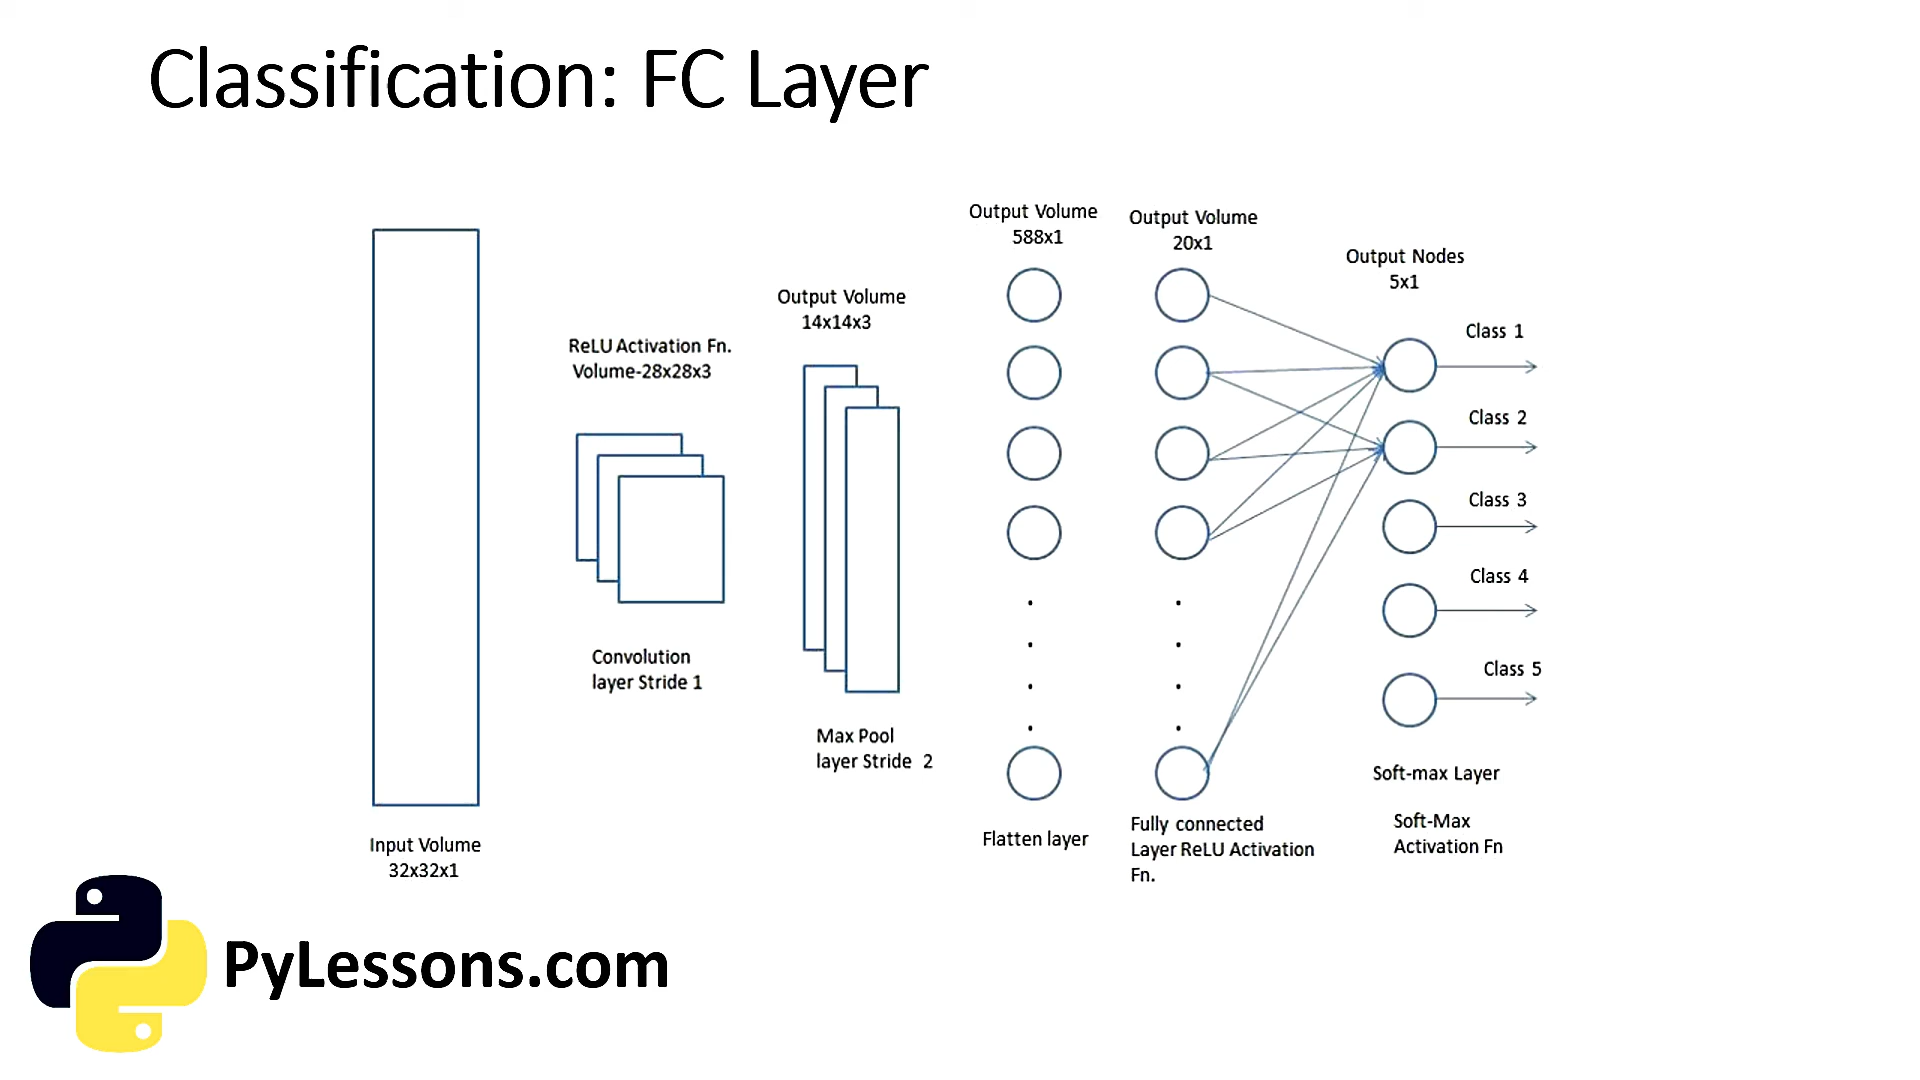 Classification: FC Layer
Input Volume
32x32x1
ReLU Activation Fn.
Volume-28x28x3
Convolution
layer Stride 1
Output Volume
14x14x3
Max Pool
layer Stride 2
Output Volume
588x1
Flatten layer
Output Volume
20x1
Fully connected
Layer ReLU Activation
Fn.
Output Nodes
5x1
Class 1
Class 2
Class 3
Class 4
Class 5
Soft-max Layer
Soft-Max
Activation Fn
PyLessons.com